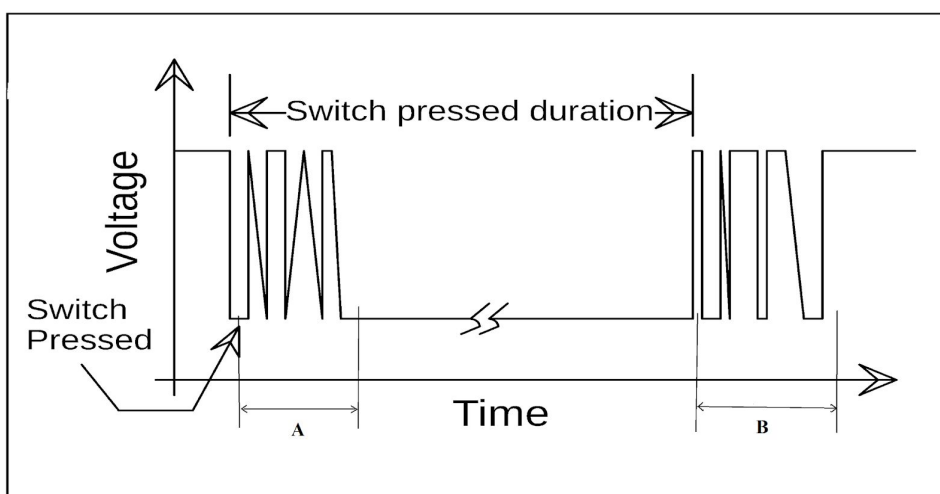 Switch pressed duration
Voltage
Switch
Pressed
A
Time
B